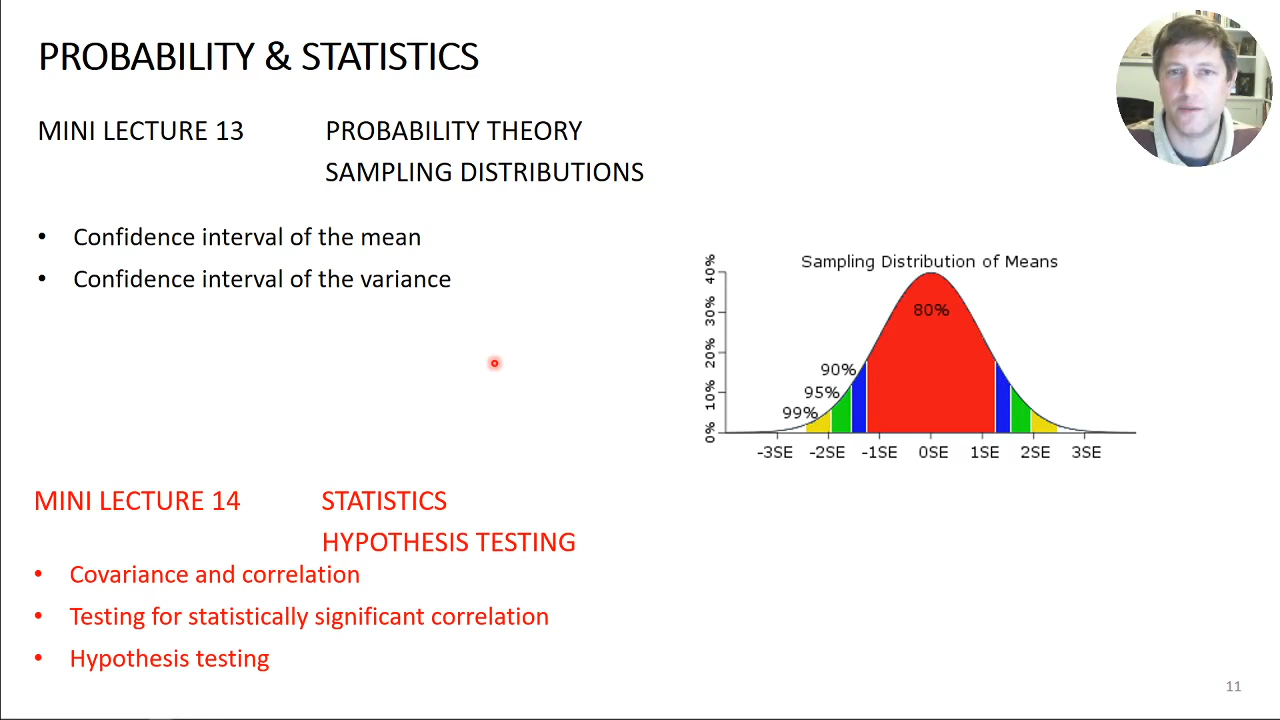 PROBABILITY & STATISTICS
MINI LECTURE 13 PROBABILITY THEORY
SAMPLING DISTRIBUTIONS
• Confidence interval of the mean
• Confidence interval of the variance
Sampling Distribution of Means
40%
30%
20%
10%
0%
80%
90%
95%
99%
-3SE -2SE -1SE 0SE 1SE 2SE 3SE
MINI LECTURE 14 STATISTICS
HYPOTHESIS TESTING
• Covariance and correlation
• Testing for statistically significant correlation
• Hypothesis testing
11